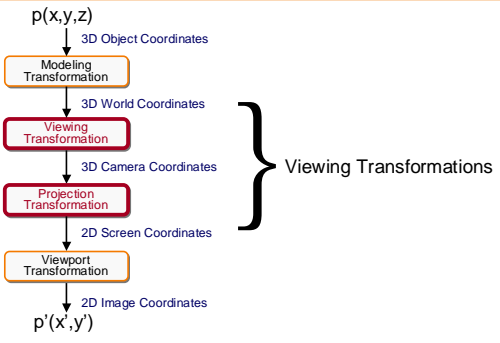 p(x,y,z)
3D Object Coordinates
Modeling
Transformation
3D World Coordinates
Viewing
Transformation
3D Camera Coordinates
Viewing Transformations
Projection
Transformation
2D Screen Coordinates
Viewport
Transformation
2D Image Coordinates
p’(x’,y’)